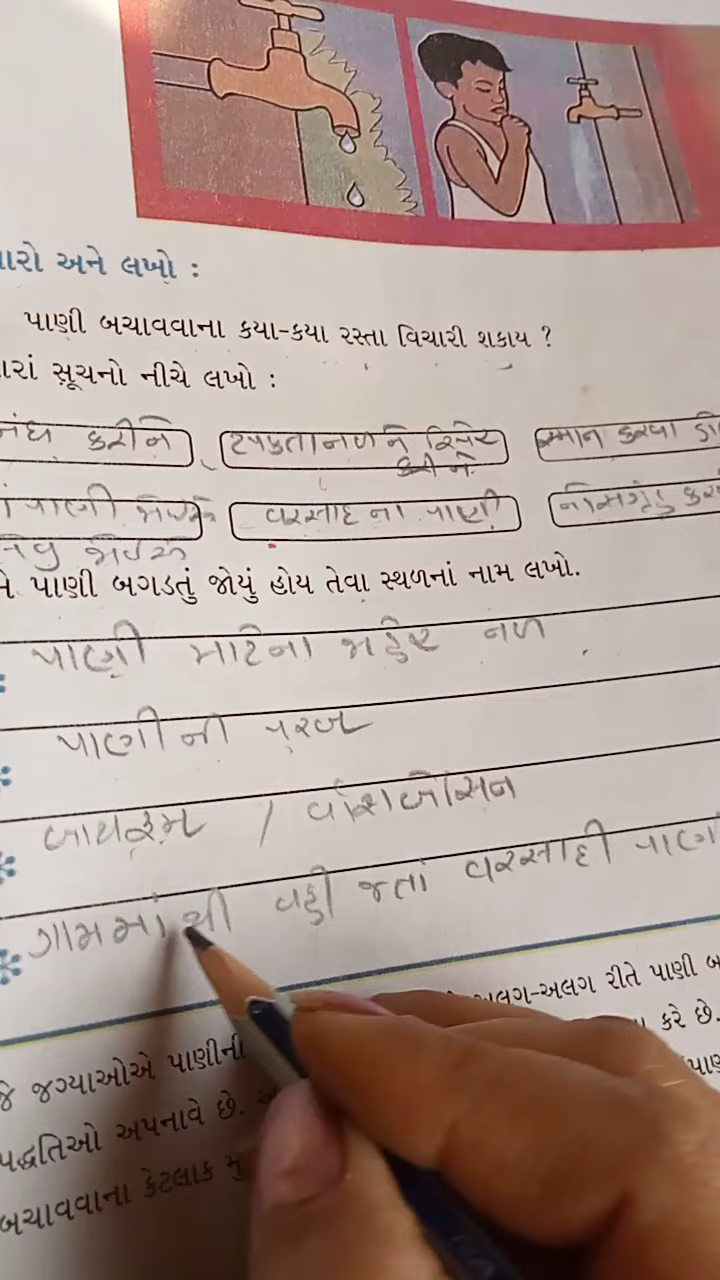 અને લખો :
પાણી બચાવવાના કયા-કયા રસ્તા વિચારી શકાય ?
સૂચનો નીચે લખો :
કરીને ટપકતા નળને રિપેર કરીને સ્નાન કરવા
પાણી વરસાદના પાણી
પાણી બગડતું જોયું હોય તેવા સ્થળનાં નામ લખો.
પાણી માટેના જાહેર નળ
પાણીની પરબ
બાથરૂમ / વોશબેસિન
ગામમાંથી વહી જતાં વરસાદી
અલગ-અલગ રીતે પાણી
કરે છે.
જે જગ્યાઓએ પાણીની
પદ્ધતિઓ અપનાવે છે.
બચાવવાના કેટલાક